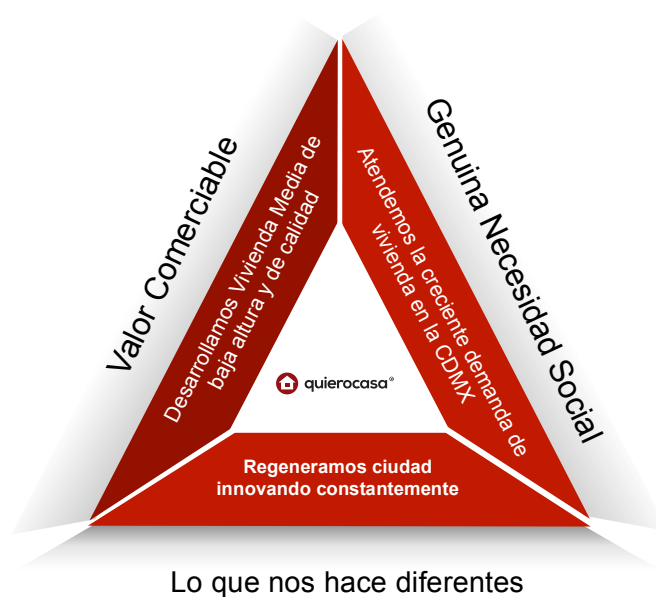 Valor Comerciable
Desarrollamos Vivienda Media de
baja altura y de calidad
Genuina Necesidad Social
Atendemos la creciente demanda de
vivienda en la CDMX
quierocasa®
Regeneramos ciudad
innovando constantemente
Lo que nos hace diferentes